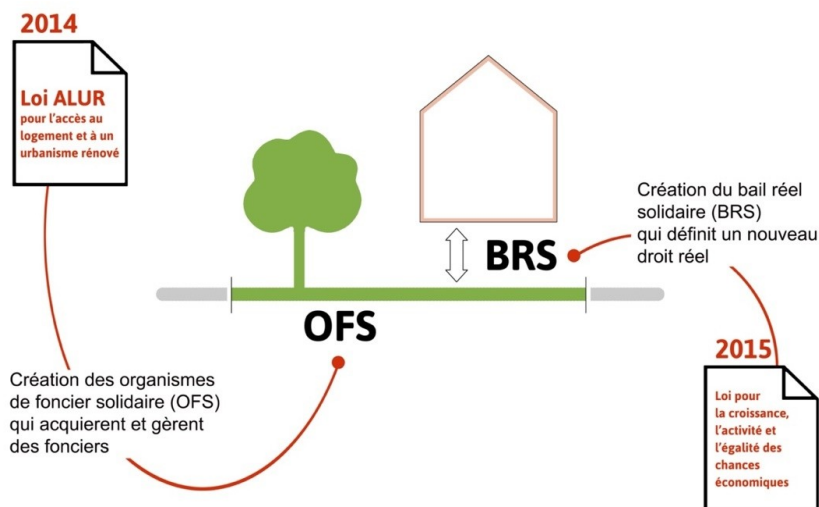 2014
Loi ALUR
pour l'accès au
logement et à un
urbanisme rénové
Création du bail réel
solidaire (BRS)
qui définit un nouveau
droit réel
BRS
OFS
2015
Loi pour
la croissance,
l'activité et
l'égalité des
chances
économiques
Création des organismes
de foncier solidaire (OFS)
qui acquierent et gèrent
des fonciers